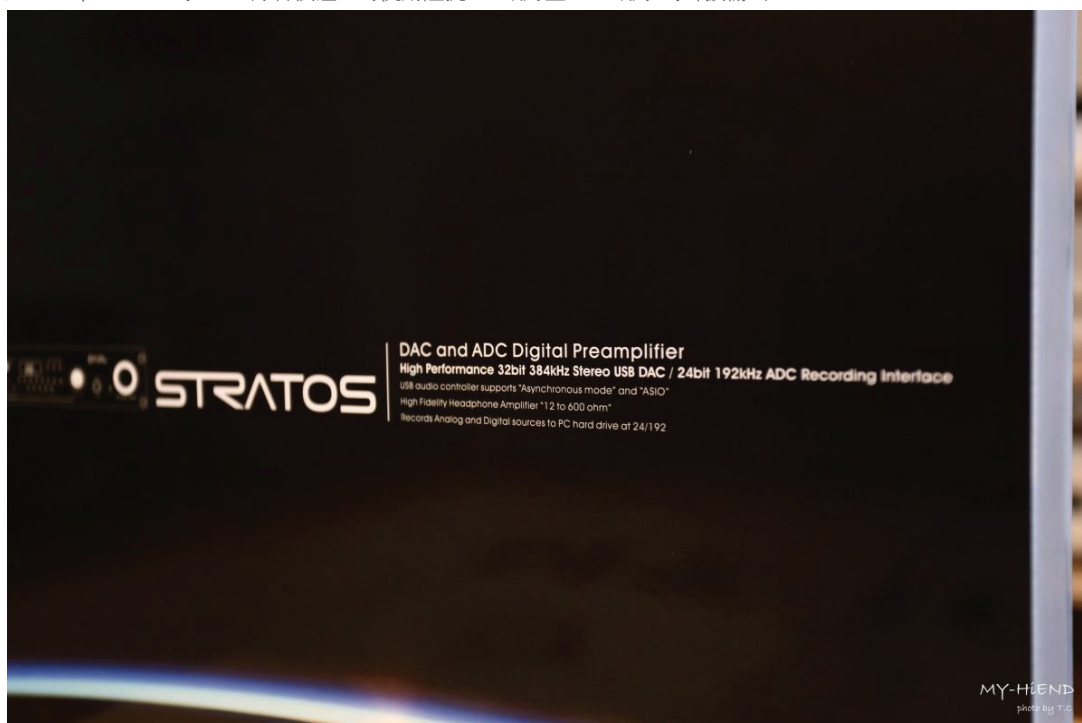 STRATOS
DAC and ADC Digital Preamplifier
High Performance 32bit 384kHz Stereo USB DAC / 24bit 192kHz ADC Recording Interface
USB audio controller supports "Asynchronous mode" and "ASIO"
High Fidelity Headphone Amplifier "12 to 600 ohm"
Records Analog and Digital sources to PC hard drive at 24/192
MY-HiEND
photo by T.C